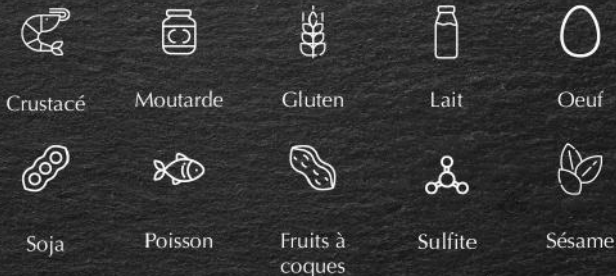 Crustacé Moutarde Gluten Lait Oeuf
Soja Poisson Fruits à coques Sulfite Sésame